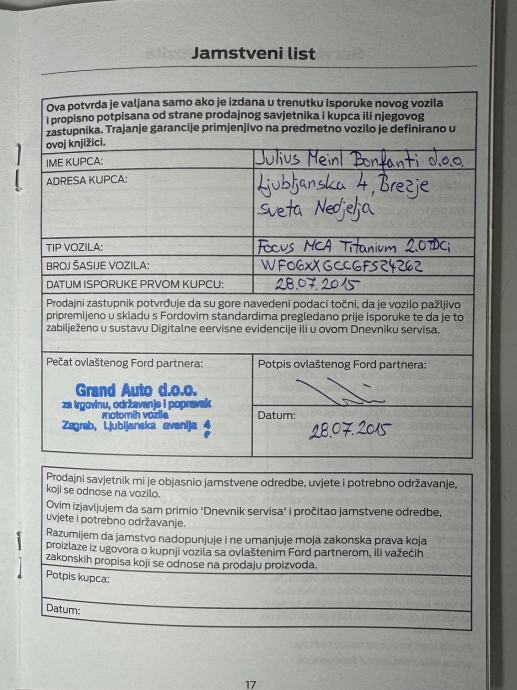 Jamstveni list
Ova potvrda je valjana samo ako je izdana u trenutku isporuke novog vozila
i propisno potpisana od strane prodajnog savjetnika i kupca ili njegovog
zastupnika. Trajanje garancije primjenjivo na predmetno vozilo je definirano u
ovoj knjižici.
IME KUPCA: Julius Meinl Bonfanti d.o.o.
ADRESA KUPCA: Ljubljanska 4, Brezje
Sveta Nedjelja
TIP VOZILA: Focus MCA Titanium 2.0TDCi
BROJ ŠASIJE VOZILA: WF06XXGCCGFS24262
DATUM ISPORUKE PRVOM KUPCU: 28.07.2015
Prodajni zastupnik potvrđuje da su gore navedeni podaci točni, da je vozilo pažljivo
pripremljeno u skladu s Fordovim standardima pregledano prije isporuke te da je to
zabilježeno u sustavu Digitalne eervisne evidencije ili u ovom Dnevniku servisa.
Pečat ovlaštenog Ford partnera:
Grand Auto d.o.o.
za trgovinu, održavanje i popravak
motornih vozila
Zagreb, Ljubljanska avenija 4
Potpis ovlaštenog Ford partnera:
Datum:
28.07.2015
Prodajni savjetnik mi je objasnio jamstvene odredbe, uvjete i potrebno održavanje,
koji se odnose na vozilo.
Ovim izjavljujem da sam primio 'Dnevnik servisa' i pročitao jamstvene odredbe,
uvjete i potrebno održavanje.
Razumijem da jamstvo nadopunjuje i ne umanjuje moja zakonska prava koja
proizlaze iz ugovora o kupnji vozila sa ovlaštenim Ford partnerom, ili važećih
zakonskih propisa koji se odnose na prodaju proizvoda.
Potpis kupca:
Datum:
17